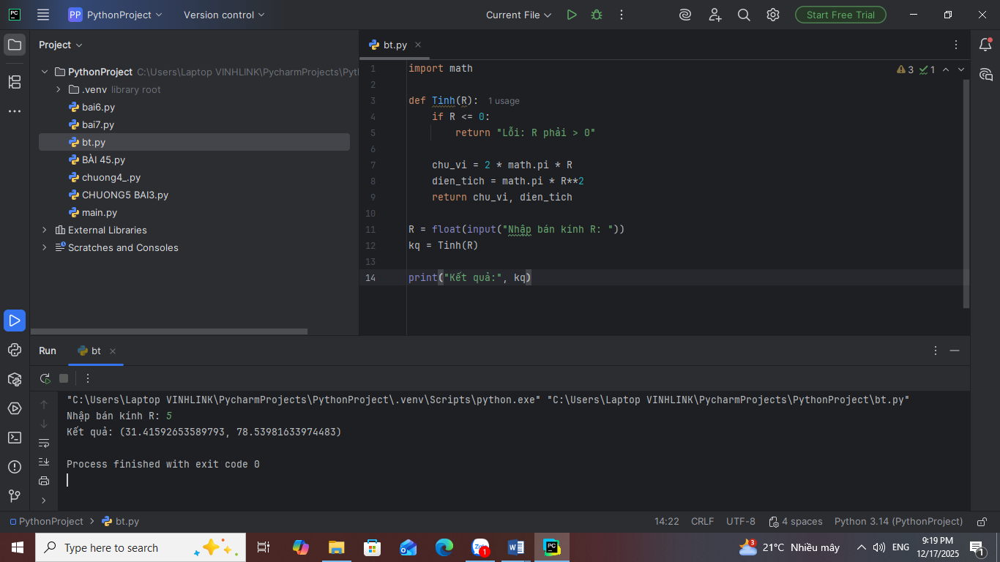 PC
PP PythonProject
Version control
Current File
Start Free Trial
Project
PythonProject C:\Users\Laptop VINHLINK\PycharmProjects\Pyth
.venv library root
bai6.py
bai7.py
bt.py
BÀI 45.py
chuong4_.py
CHUONG5 BAI3.py
main.py
External Libraries
Scratches and Consoles
bt.py
3 1
1 import math
2
3 def Tinh(R): 1 usage
4 if R <= 0:
5 return "Lỗi: R phải > 0"
6
7 chu_vi = 2 * math.pi * R
8 dien_tich = math.pi * R**2
9 return chu_vi, dien_tich
10
11 R = float(input("Nhập bán kính R: "))
12 kq = Tinh(R)
13
14 print("Kết quả:", kq)
Run bt
"C:\Users\Laptop VINHLINK\PycharmProjects\PythonProject\.venv\Scripts\python.exe" "C:\Users\Laptop VINHLINK\PycharmProjects\PythonProject\bt.py"
Nhập bán kính R: 5
Kết quả: (31.41592653589793, 78.53981633974483)
Process finished with exit code 0
PythonProject > bt.py
14:22 CRLF UTF-8 4 spaces Python 3.14 (PythonProject)
Type here to search
Zalo 1
W
PC
3
21°C Nhiều mây
ENG
9:19 PM
12/17/2025
1